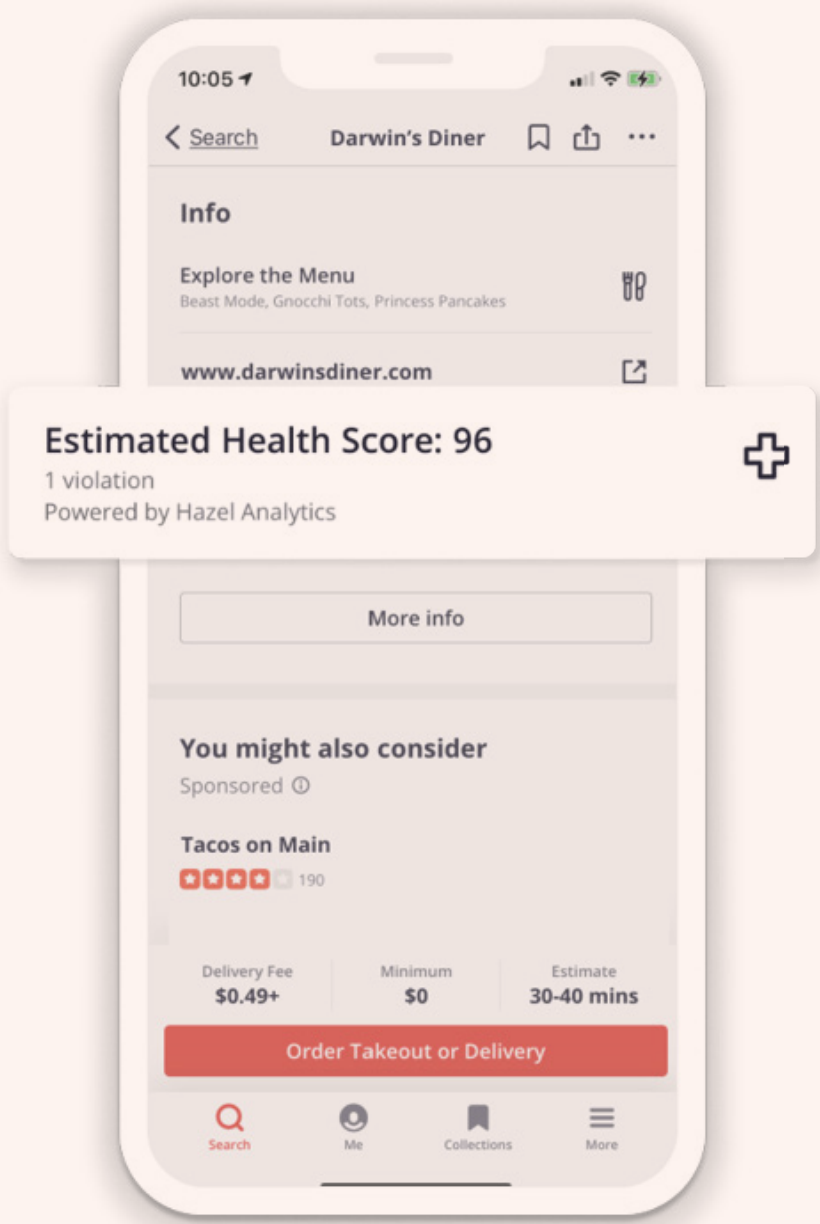 10:05
Search Darwin's Diner
Info
Explore the Menu
Beast Mode, Gnocchi Tots, Princess Pancakes
www.darwinsdiner.com
Estimated Health Score: 96
1 violation
Powered by Hazel Analytics
More info
You might also consider
Sponsored
Tacos on Main
190
Delivery Fee Minimum Estimate
$0.49+ $0 30-40 mins
Order Takeout or Delivery
Search Me Collections More